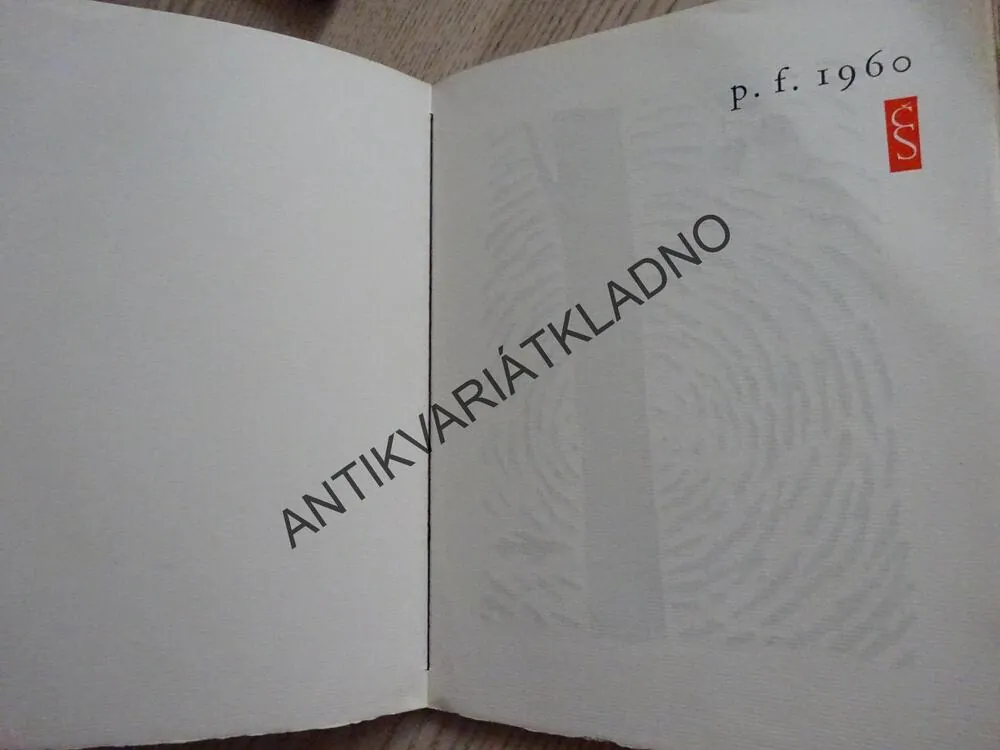 p. f. 1960
ČS
ANTIKVARIÁTKLADNO